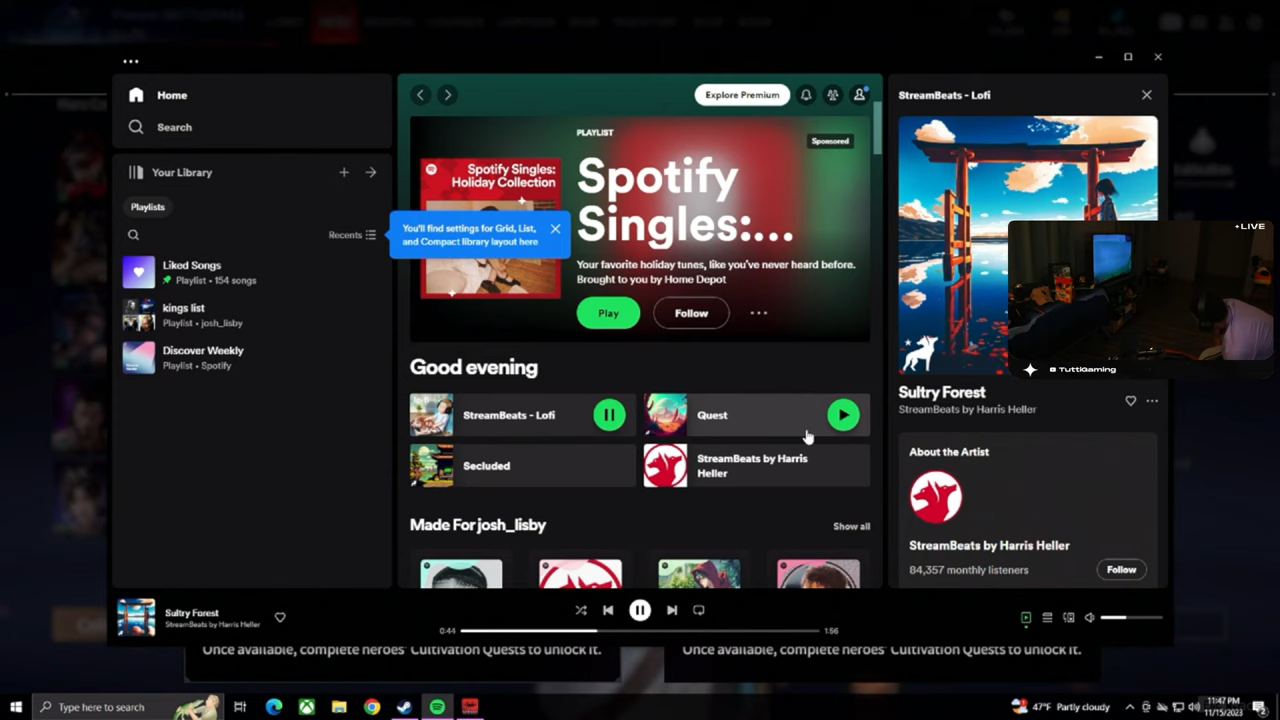 Home
Search
Your Library
Playlists
Recents
Liked Songs
Playlist • 154 songs
kings list
Playlist • josh_lisby
Discover Weekly
Playlist • Spotify
You'll find settings for Grid, List,
and Compact library layout here
Explore Premium
PLAYLIST
Sponsored
Spotify Singles:
Holiday Collection
Spotify
Singles:...
Your favorite holiday tunes, like you've never heard before.
Brought to you by Home Depot
Play
Follow
Good evening
StreamBeats - Lofi
Quest
Secluded
StreamBeats by Harris
Heller
Made For josh_lisby
Show all
StreamBeats - Lofi
LIVE
TuttiGaming
Sultry Forest
StreamBeats by Harris Heller
About the Artist
StreamBeats by Harris Heller
84,357 monthly listeners
Follow
Sultry Forest
StreamBeats by Harris Heller
0:44
1:56
Once available, complete heroes' Cultivation Quests to unlock it.
Once available, complete heroes' Cultivation Quests to unlock it.
Type here to search
47°F Partly cloudy
11:47 PM
11/15/2023